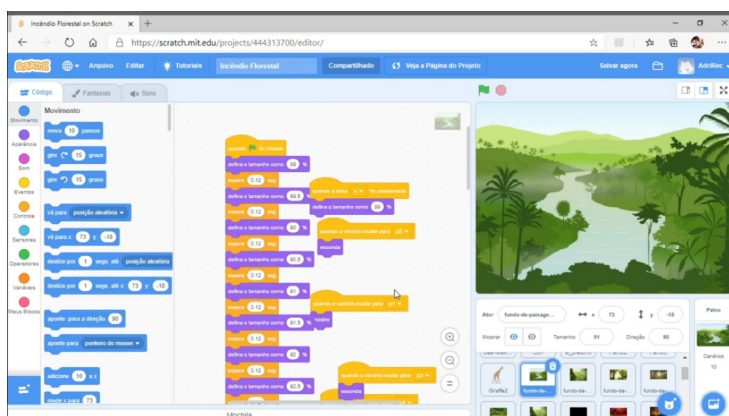 Incêndio Florestal on Scratch
https://scratch.mit.edu/projects/444313700/editor/
SCRATCH
Arquivo
Editar
Tutoriais
Incêndio Florestal
Compartilhado
Veja a Página do Projeto
Salvar agora
AdriRec
Código
Fantasias
Sons
Movimento
Aparência
Som
Eventos
Controle
Sensores
Operadores
Variáveis
Meus Blocos
Movimento
mova 10 passos
gire 15 graus
gire 15 graus
vá para posição aleatória
vá para x: 73 y: -18
deslize por 1 segs. até posição aleatória
deslize por 1 segs. até x: 73 y: -18
aponte para a direção 90
aponte para ponteiro do mouse
adicione 10 a x
mude x para 73
quando for clicado
defina o tamanho como 89 %
espere 0.12 seg
defina o tamanho como 89.5 %
espere 0.12 seg
defina o tamanho como 90 %
espere 0.12 seg
defina o tamanho como 90.5 %
espere 0.12 seg
defina o tamanho como 91 %
espere 0.12 seg
defina o tamanho como 91.5 %
espere 0.12 seg
defina o tamanho como 92 %
espere 0.12 seg
defina o tamanho como 92.5 %
espere 0.12 seg
quando a tecla a for pressionada
defina o tamanho como 89 %
quando o cenário mudar para p2
esconda
quando o cenário mudar para p1
mostre
quando o cenário mudar para p2
esconda
Mochila
Ator
fundo-de-paisage...
x 73
y -18
Mostrar
Tamanho 91
Direção 90
Palco
Cenários
12
Giraffe2
fundo-de-...
fundo-de-...
fundo-de-...
fundo-de-...